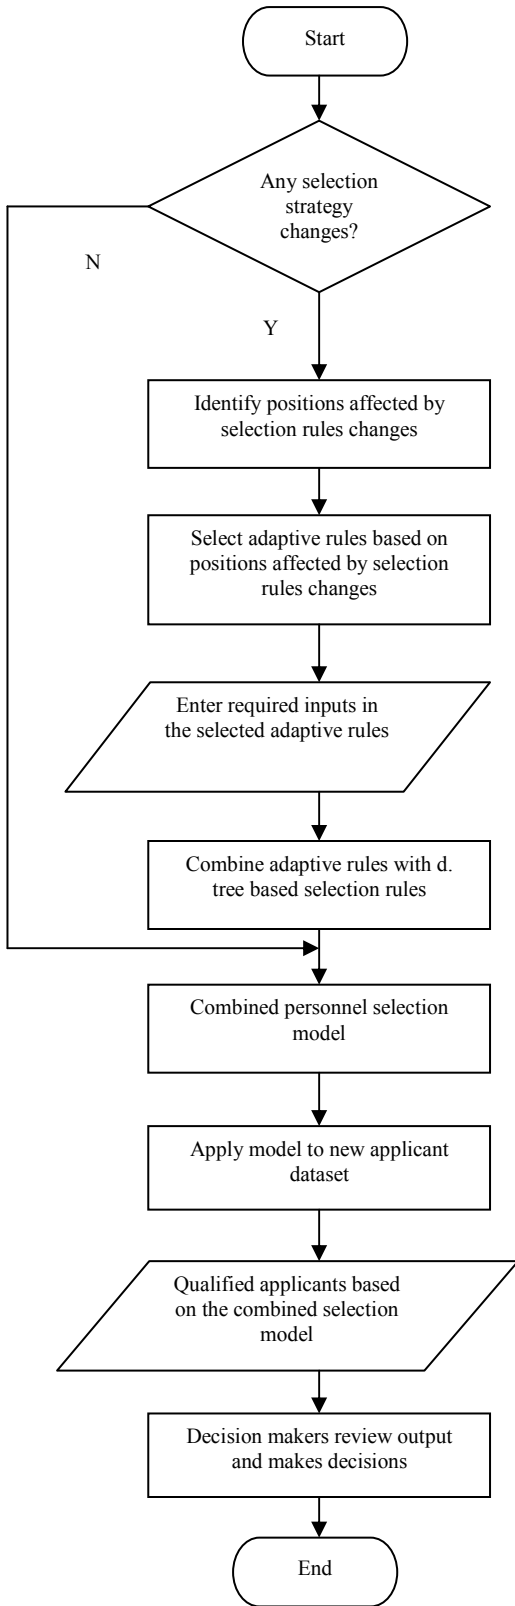 Start
Any selection
strategy
changes?
N
Y
Identify positions affected by
selection rules changes
Select adaptive rules based on
positions affected by selection
rules changes
Enter required inputs in
the selected adaptive rules
Combine adaptive rules with d.
tree based selection rules
Combined personnel selection
model
Apply model to new applicant
dataset
Qualified applicants based
on the combined selection
model
Decision makers review output
and makes decisions
End